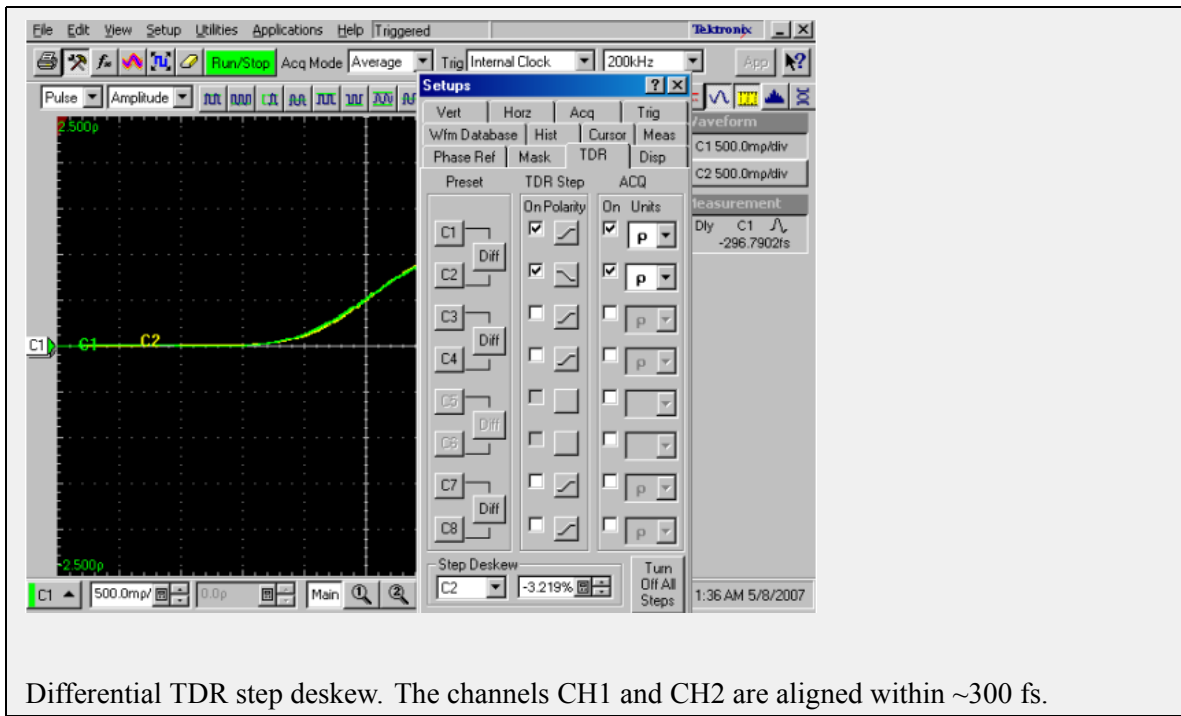 File Edit View Setup Utilities Applications Help Triggered Tektronix
Run/Stop Acq Mode Average Trig Internal Clock 200kHz App
Pulse Amplitude
Setups
Vert Horz Acq Trig
Wfm Database Hist Cursor Meas
Phase Ref Mask TDR Disp
Preset TDR Step ACQ
On Polarity On Units
C1 ρ
Diff
C2 ρ
C3 ρ
Diff
C4 ρ
C5
Diff
C6
C7 ρ
Diff
C8 ρ
Step Deskew
C2 -3.219%
Turn
Off All
Steps
2.500ρ
C1 C1 C2
-2.500ρ
C1 500.0mρ/div
C2 500.0mρ/div
Dly C1
-296.7902fs
C1 500.0mρ/ 0.0ρ Main 1 2 1:36 AM 5/8/2007
Differential TDR step deskew. The channels CH1 and CH2 are aligned within ~300 fs.